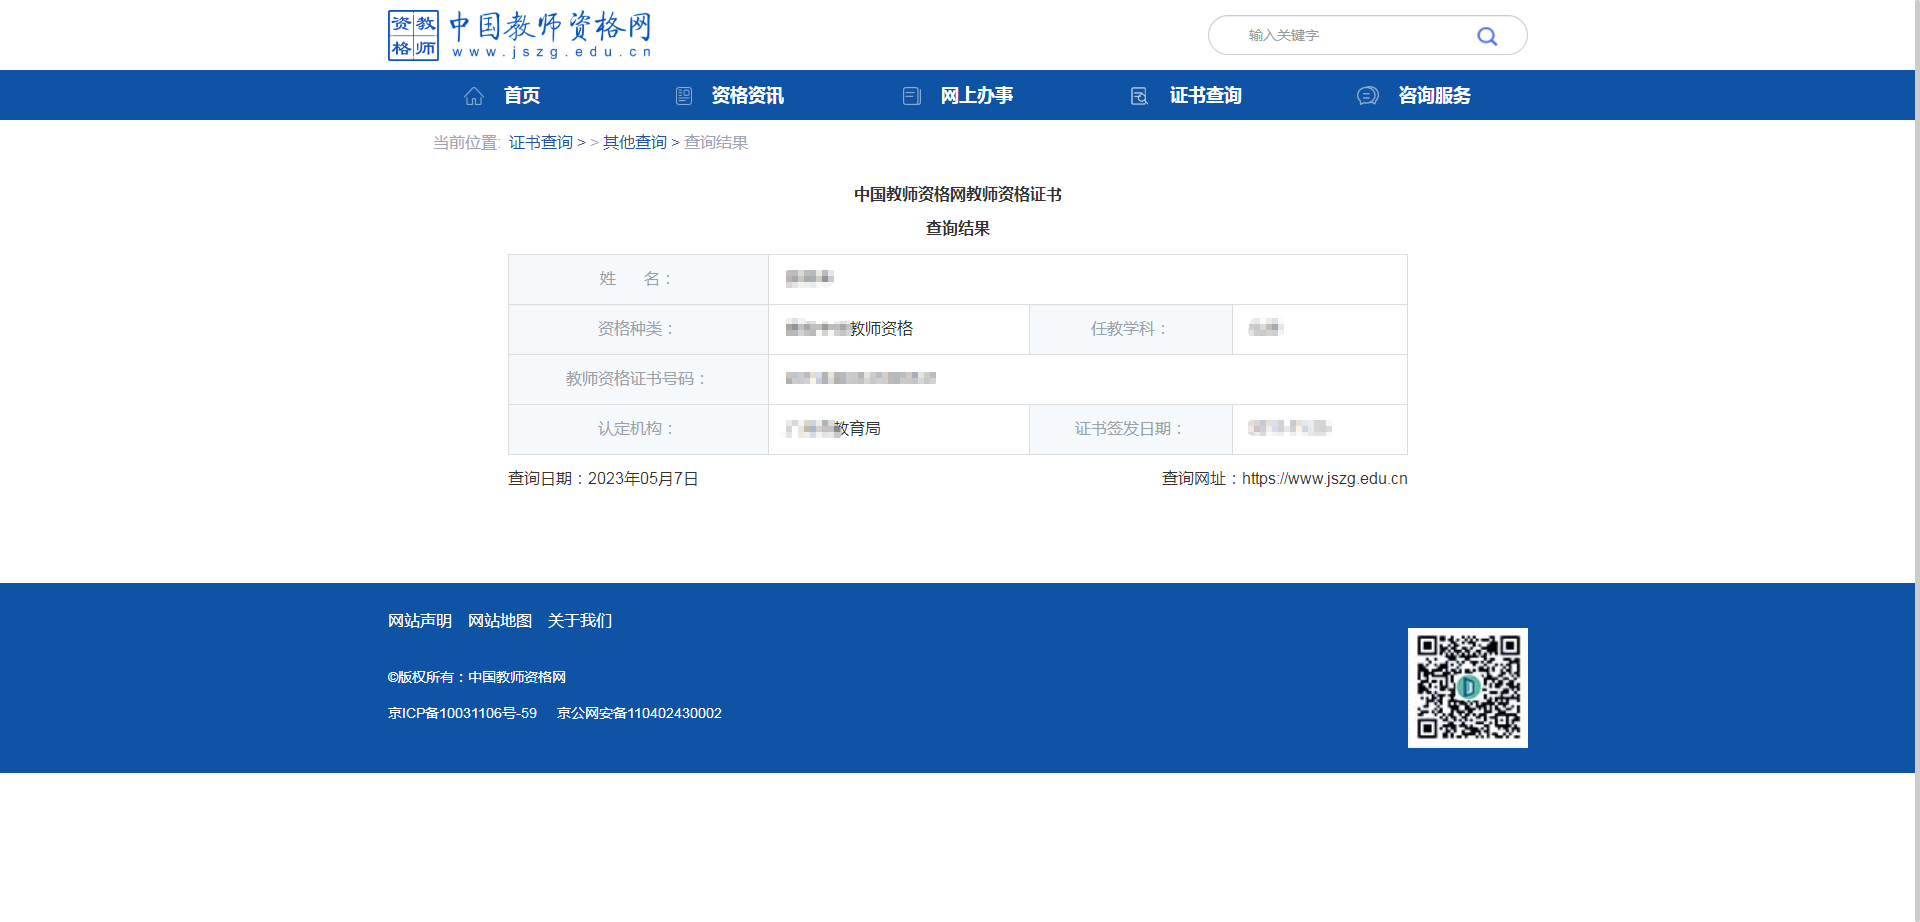 资教
格师
中国教师资格网
www.jszg.edu.cn
输入关键字
首页
资格资讯
网上办事
证书查询
咨询服务
当前位置: 证书查询 > > 其他查询 > 查询结果
中国教师资格网教师资格证书
查询结果
姓 名：
资格种类：
教师资格
任教学科：
教师资格证书号码：
认定机构：
教育局
证书签发日期：
查询日期：2023年05月7日
查询网址：https://www.jszg.edu.cn
网站声明 网站地图 关于我们
©版权所有：中国教师资格网
京ICP备10031106号-59 京公网安备110402430002